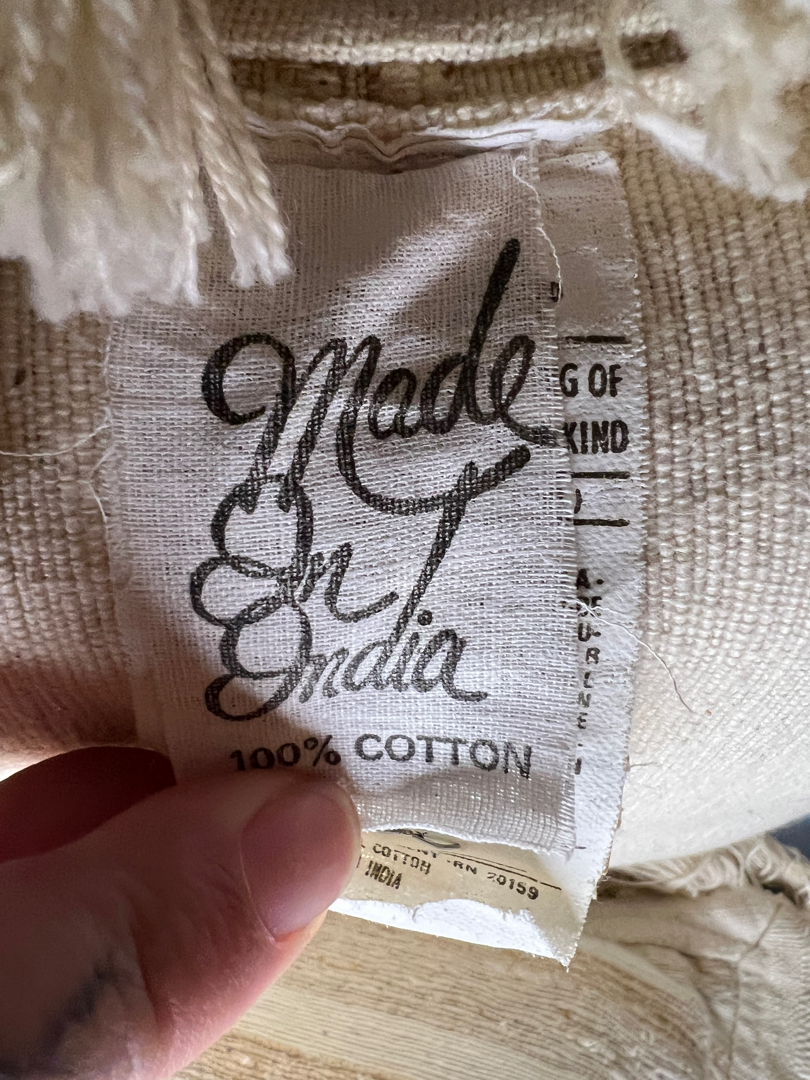 Made
In
India
100% COTTON
G OF
KIND
COTTON
RN 20159
INDIA